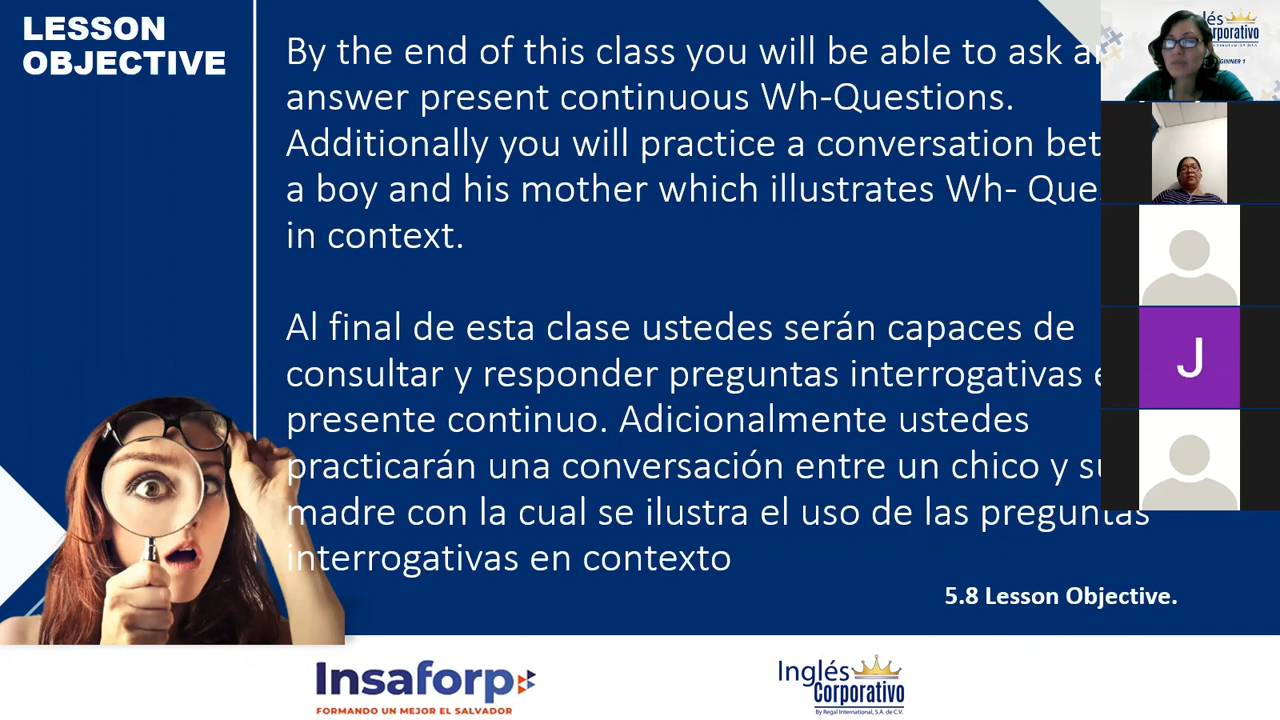 LESSON
OBJECTIVE
By the end of this class you will be able to ask
answer present continuous Wh-Questions.
Additionally you will practice a conversation
a boy and his mother which illustrates Wh-
in context.
Al final de esta clase ustedes serán capaces de
consultar y responder preguntas interrogativas
presente continuo. Adicionalmente ustedes
practicarán una conversación entre un chico y
madre con la cual se ilustra el uso de las preguntas
interrogativas en contexto
5.8 Lesson Objective.
J
Insaforp
FORMANDO UN MEJOR EL SALVADOR
Inglés
Corporativo
By Regal International, S.A. de C.V.